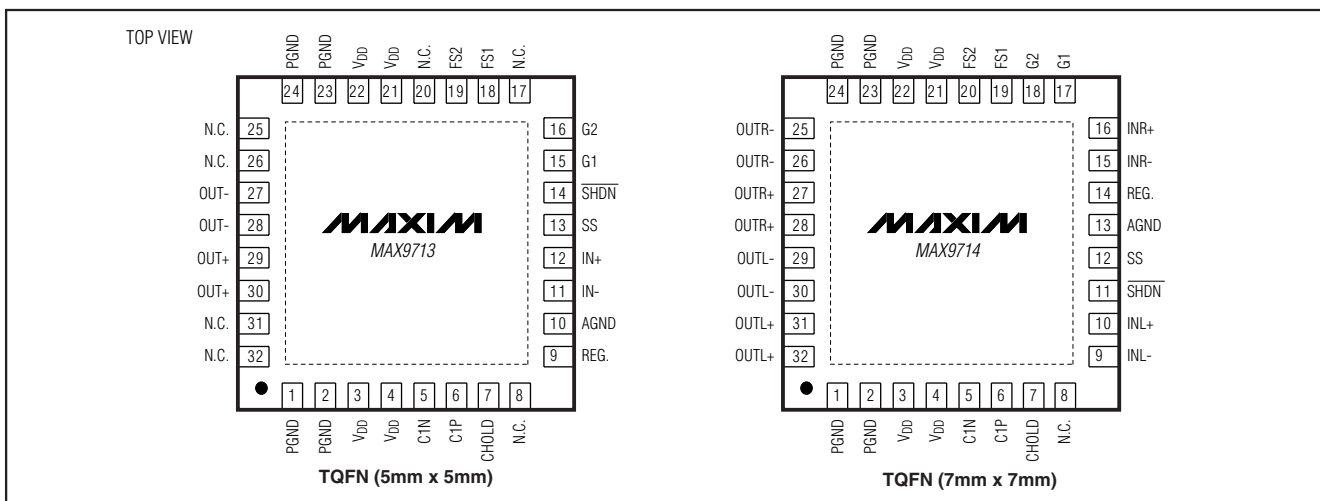 TOP VIEW
PGND PGND VDD VDD N.C. FS2 FS1 N.C.
24 23 22 21 20 19 18 17
N.C. 25 16 G2
N.C. 26 15 G1
OUT- 27 14 SHDN
OUT- 28 13 SS
OUT+ 29 12 IN+
OUT+ 30 11 IN-
N.C. 31 10 AGND
N.C. 32 9 REG.
MAXIM
MAX9713
1 2 3 4 5 6 7 8
PGND PGND VDD VDD C1N C1P CHOLD N.C.
TQFN (5mm x 5mm)
PGND PGND VDD VDD FS2 FS1 G2 G1
24 23 22 21 20 19 18 17
OUTR- 25 16 INR+
OUTR- 26 15 INR-
OUTR+ 27 14 REG.
OUTR+ 28 13 AGND
OUTL- 29 12 SS
OUTL- 30 11 SHDN
OUTL+ 31 10 INL+
OUTL+ 32 9 INL-
MAXIM
MAX9714
1 2 3 4 5 6 7 8
PGND PGND VDD VDD C1N C1P CHOLD N.C.
TQFN (7mm x 7mm)